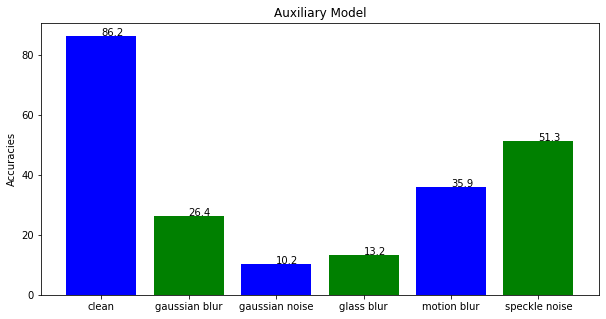 Auxiliary Model
Accuracies
80
60
40
20
0
86.2
26.4
10.2
13.2
35.9
51.3
clean
gaussian blur
gaussian noise
glass blur
motion blur
speckle noise